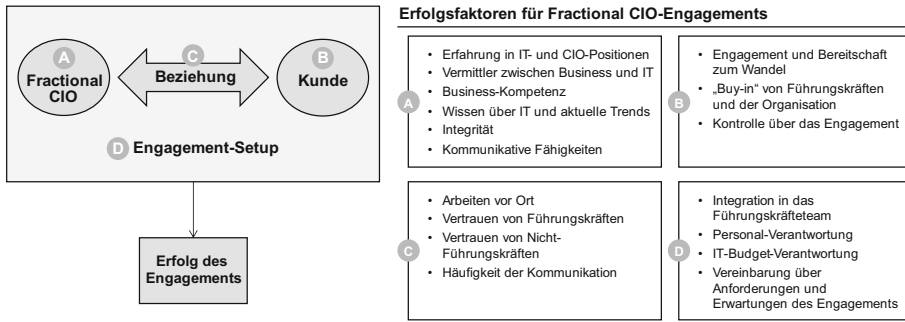 A
Fractional
CIO
C
Beziehung
B
Kunde
D Engagement-Setup
Erfolg des
Engagements
Erfolgsfaktoren für Fractional CIO-Engagements
A
• Erfahrung in IT- und CIO-Positionen
• Vermittler zwischen Business und IT
• Business-Kompetenz
• Wissen über IT und aktuelle Trends
• Integrität
• Kommunikative Fähigkeiten
B
• Engagement und Bereitschaft
zum Wandel
• „Buy-in“ von Führungskräften
und der Organisation
• Kontrolle über das Engagement
C
• Arbeiten vor Ort
• Vertrauen von Führungskräften
• Vertrauen von Nicht-
Führungskräften
• Häufigkeit der Kommunikation
D
• Integration in das
Führungskräfteteam
• Personal-Verantwortung
• IT-Budget-Verantwortung
• Vereinbarung über
Anforderungen und
Erwartungen des Engagements